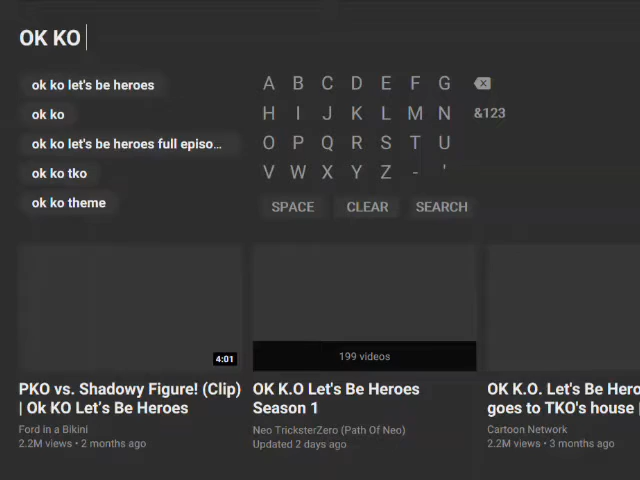 OK KO
ok ko let's be heroes
ok ko
ok ko let's be heroes full episo...
ok ko tko
ok ko theme
A B C D E F G
H I J K L M N &123
O P Q R S T U
V W X Y Z - '
SPACE CLEAR SEARCH
4:01
199 videos
PKO vs. Shadowy Figure! (Clip)
| Ok KO Let's Be Heroes
Ford in a Bikini
2.2M views • 2 months ago
OK K.O Let's Be Heroes
Season 1
Neo TricksterZero (Path Of Neo)
Updated 2 days ago
OK K.O. Let's Be Hero
goes to TKO's house |
Cartoon Network
2.2M views • 3 months ago